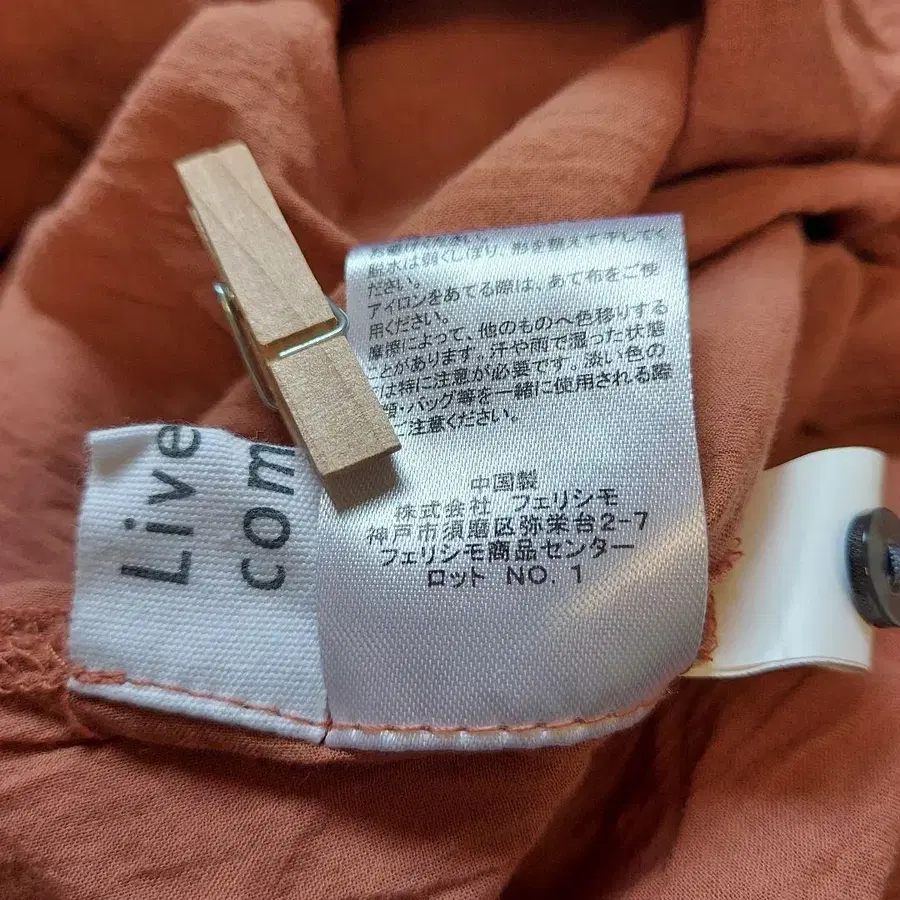 脱水は弱くしぼり、形を整えて干してく
ださい。
アイロンをあてる際は、あて布をご使
用ください。
摩擦によって、他のものへ色移りする
ことがあります。汗や雨で湿った状態
は特に注意が必要です。淡い色の
・バッグ等を一緒に使用される際
ご注意ください。
中国製
株式会社 フェリシモ
神戸市須磨区弥栄台2-7
フェリシモ商品センター
ロット NO. 1
Live
com